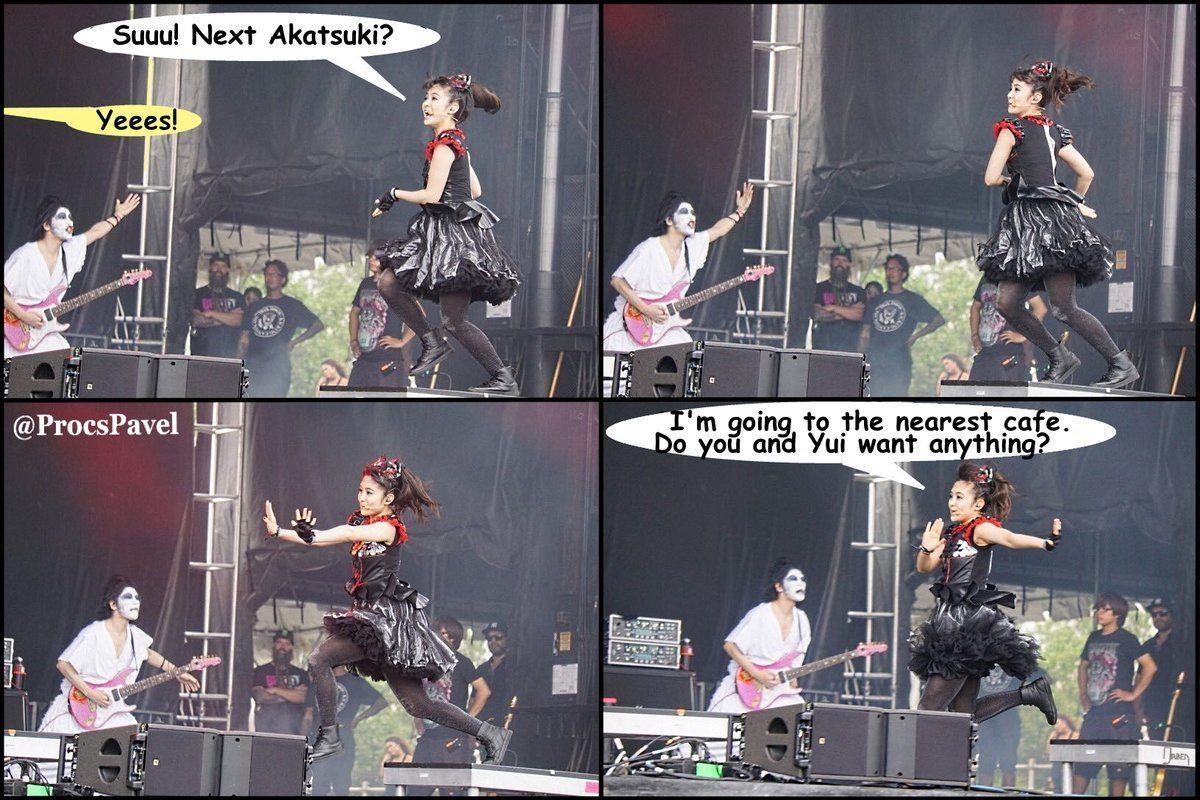 Suuu! Next Akatsuki?
Yeees!
@ProcsPavel
I'm going to the nearest cafe.
Do you and Yui want anything?